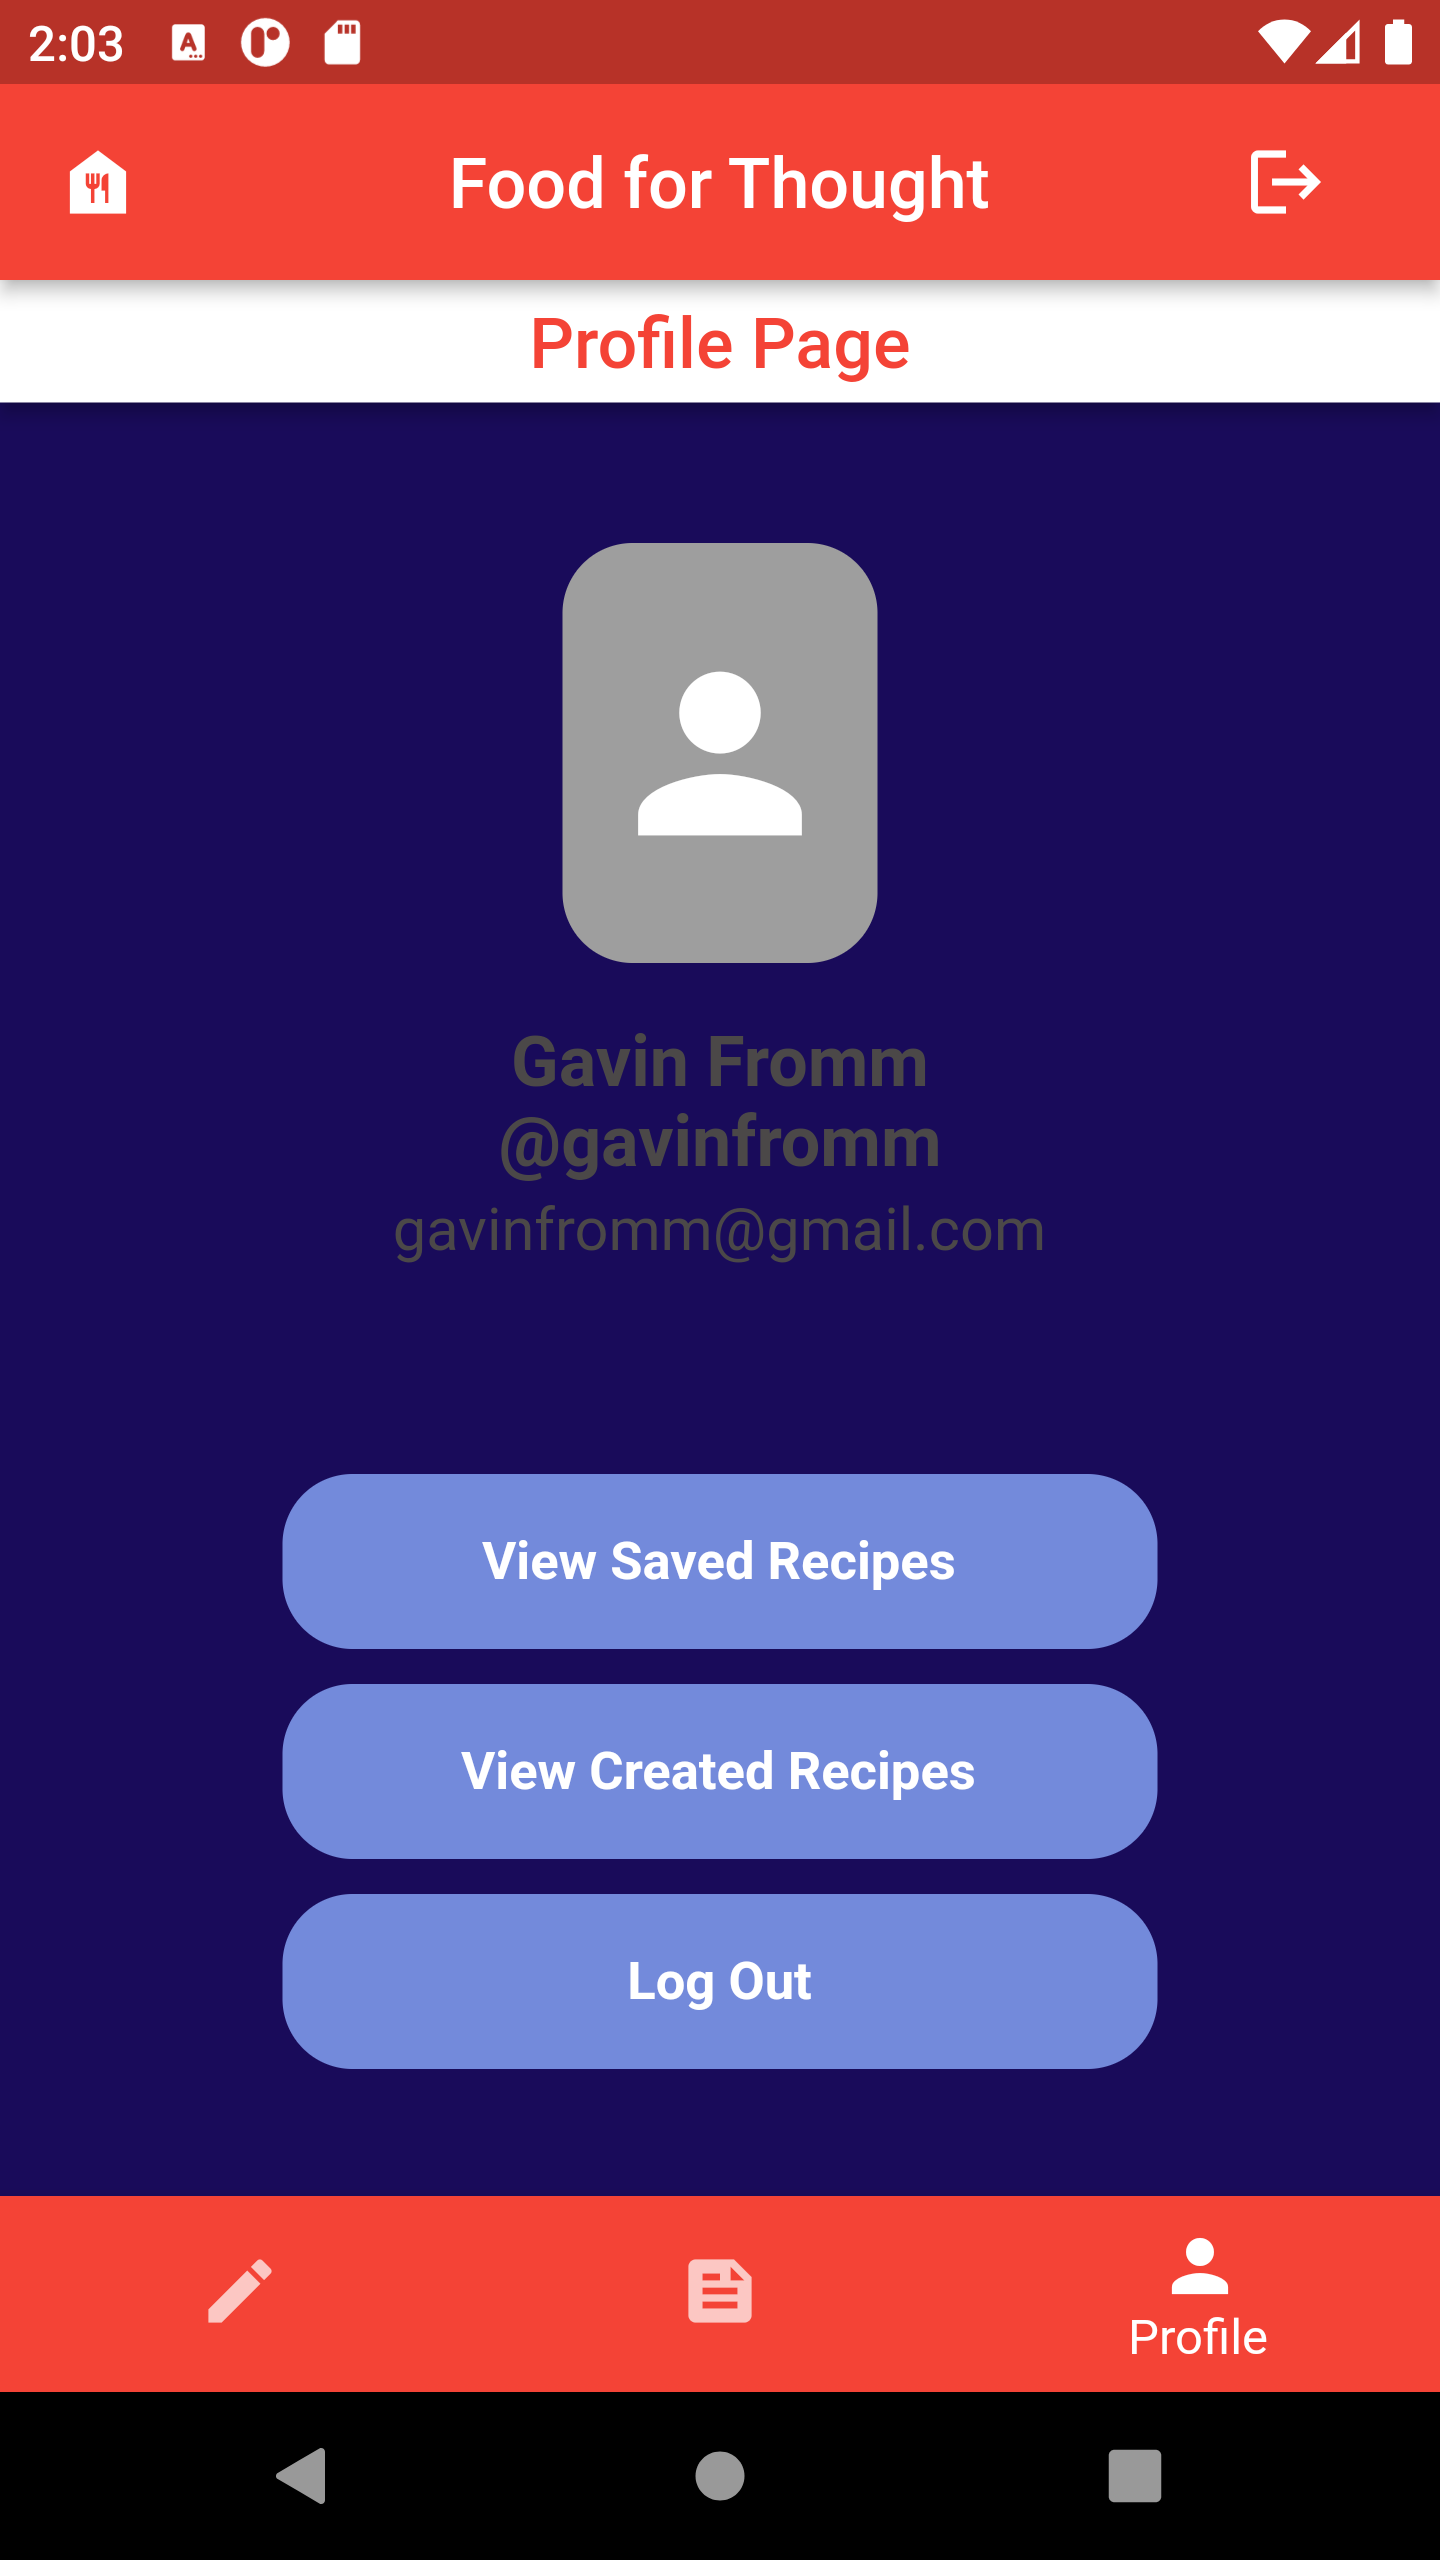 2:03
Food for Thought
Profile Page
Gavin Fromm
@gavinfromm
gavinfromm@gmail.com
View Saved Recipes
View Created Recipes
Log Out
Profile